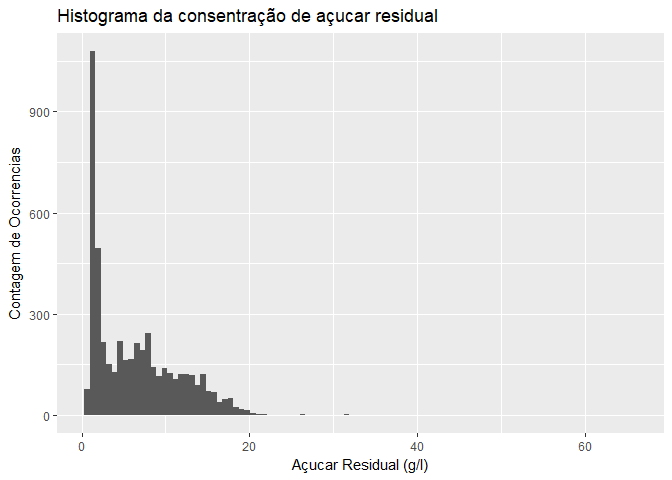 Histograma da consentração de açucar residual
Contagem de Ocorrencias
900
600
300
0
0
20
40
60
Açucar Residual (g/l)